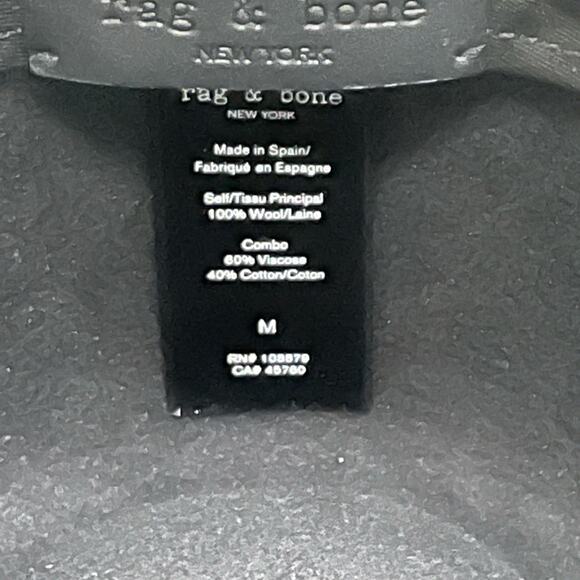 rag & bone
NEW YORK
rag & bone
NEW YORK
Made in Spain/
Fabriqué en Espagne
Self/Tissu Principal
100% Wool/Laine
Combo
60% Viscose
40% Cotton/Coton
M
RN# 108579
CA# 45760